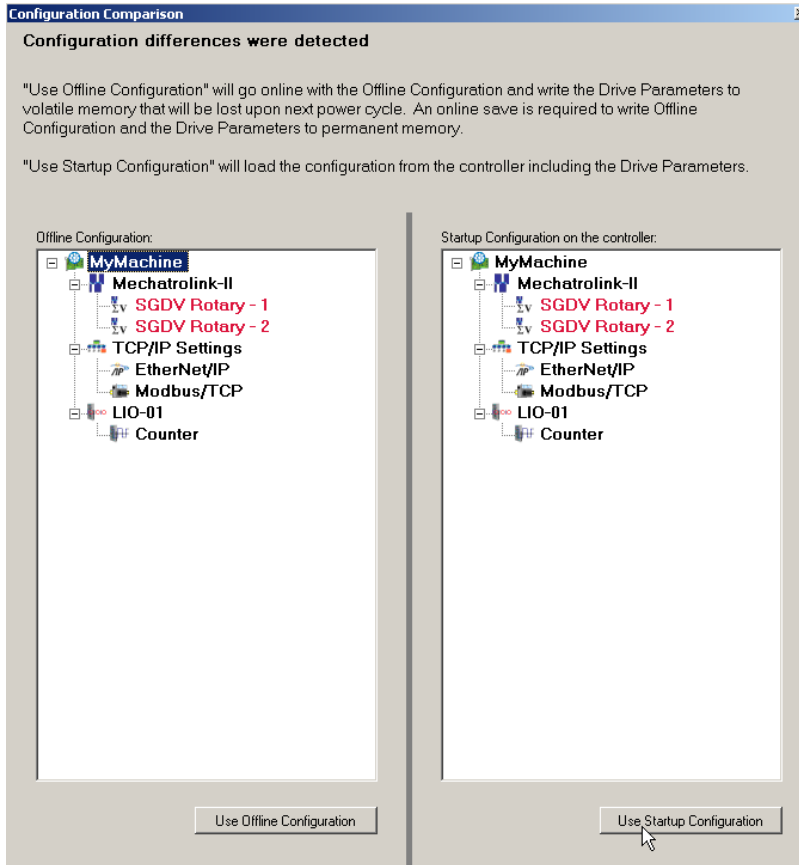 Configuration Comparison
Configuration differences were detected
"Use Offline Configuration" will go online with the Offline Configuration and write the Drive Parameters to
volatile memory that will be lost upon next power cycle. An online save is required to write Offline
Configuration and the Drive Parameters to permanent memory.
"Use Startup Configuration" will load the configuration from the controller including the Drive Parameters.
Offline Configuration:
MyMachine
Mechatrolink-II
SGDV Rotary - 1
SGDV Rotary - 2
TCP/IP Settings
EtherNet/IP
Modbus/TCP
LIO-01
Counter
Use Offline Configuration
Startup Configuration on the controller:
MyMachine
Mechatrolink-II
SGDV Rotary - 1
SGDV Rotary - 2
TCP/IP Settings
EtherNet/IP
Modbus/TCP
LIO-01
Counter
Use Startup Configuration